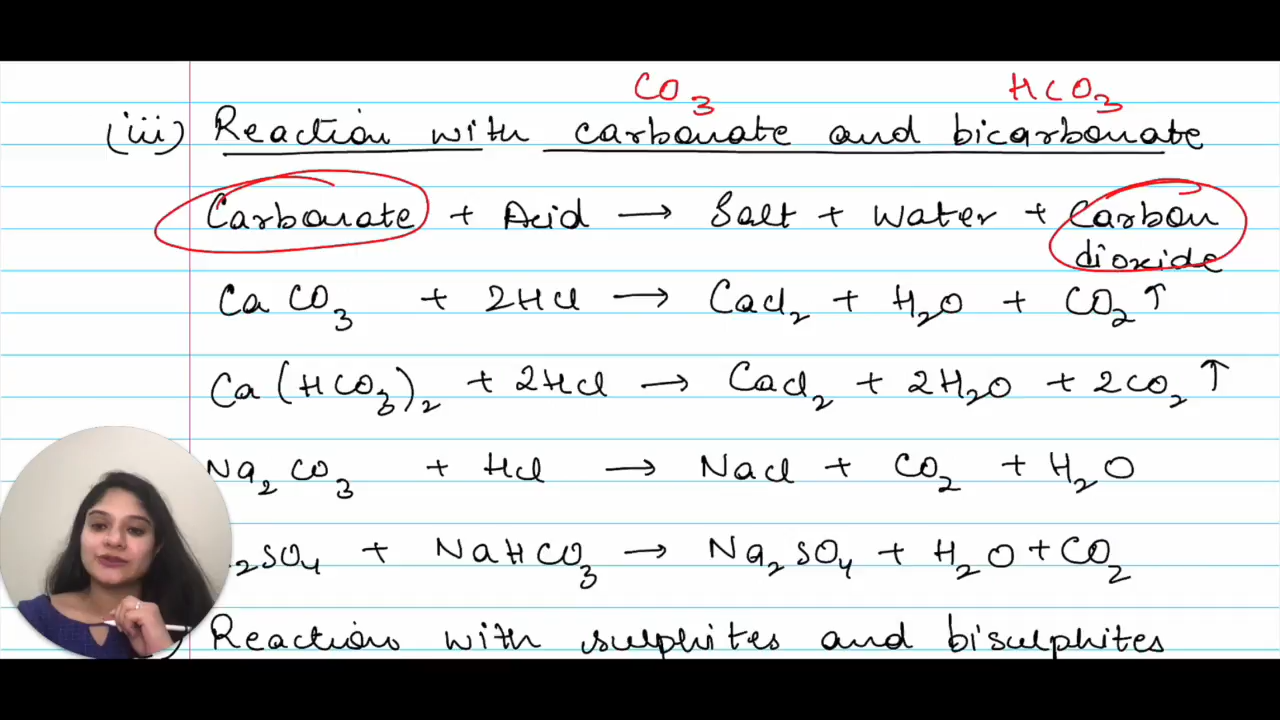 CO3 HCO3
(iii) Reaction with carbonate and bicarbonate
Carbonate + Acid → Salt + Water + Carbon dioxide
CaCO3 + 2HCl → CaCl2 + H2O + CO2↑
Ca(HCO3)2 + 2HCl → CaCl2 + 2H2O + 2CO2↑
Na2CO3 + HCl → NaCl + CO2 + H2O
2SO4 + NaHCO3 → Na2SO4 + H2O + CO2
) Reactions with sulphites and bisulphites